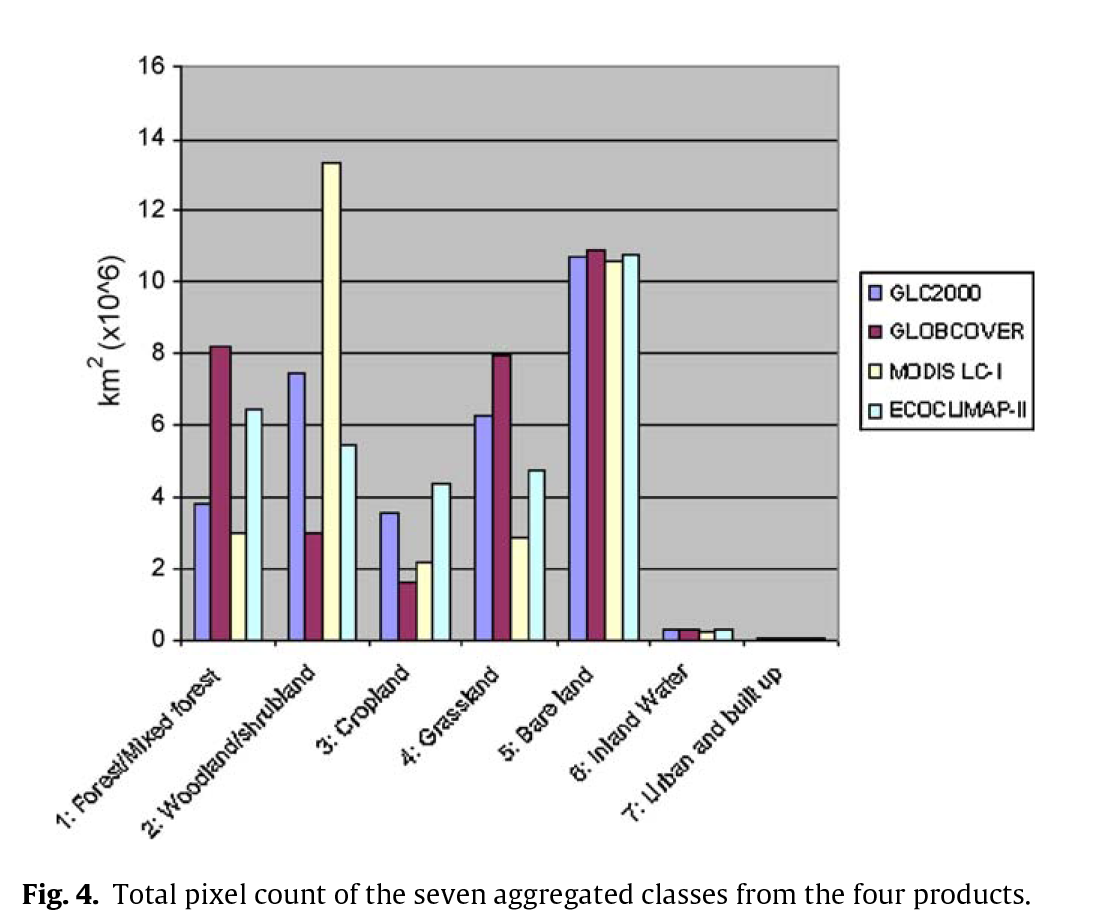 16
14
12
10
8
6
4
2
0
km2 (x10^6)
1: Forest/Mixed forest
2: Woodland/shrubland
3: Cropland
4: Grassland
5: Bare land
6: Inland Water
7: Urban and built up
GLC2000
GLOBCOVER
MODIS LC-I
ECOCLIMAP-II
Fig. 4. Total pixel count of the seven aggregated classes from the four products.